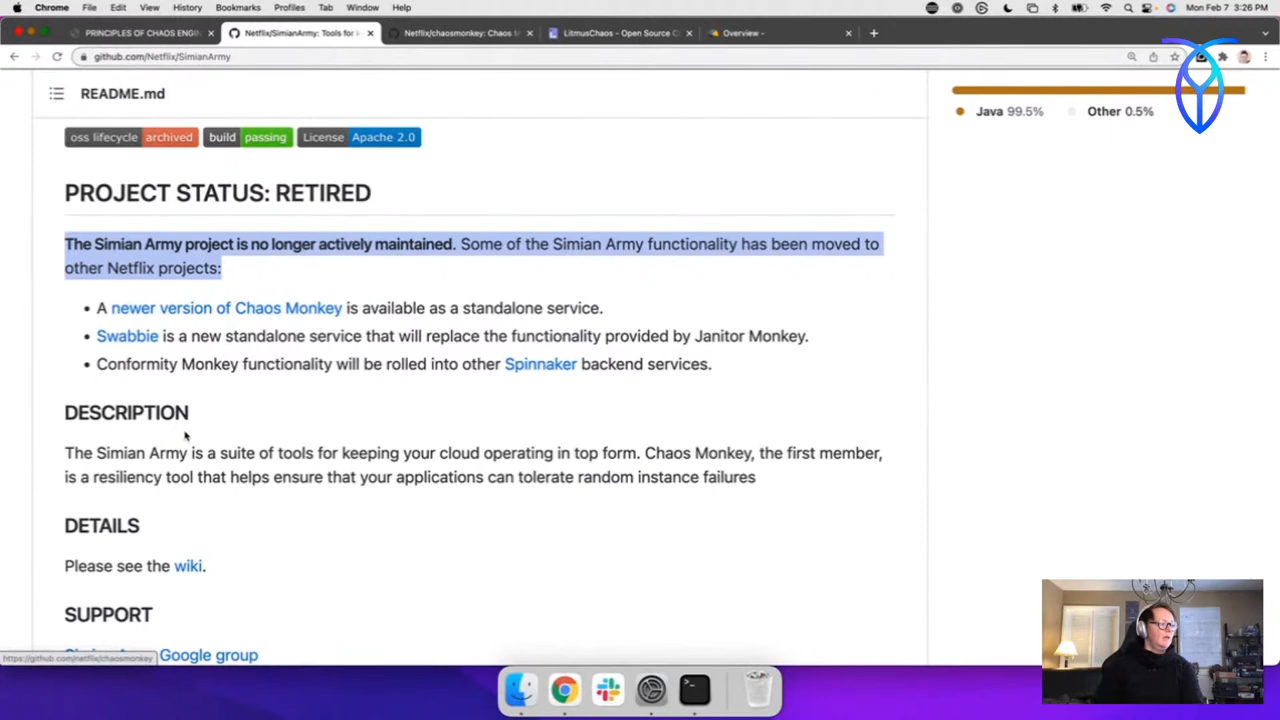 Chrome File Edit View History Bookmarks Profiles Tab Window Help Mon Feb 7 3:26 PM
PRINCIPLES OF CHAOS ENGIN Netflix/SimianArmy: Tools for k Netflix/chaosmonkey: Chaos M LitmusChaos - Open Source C Overview -
github.com/Netflix/SimianArmy
README.md
Java 99.5% Other 0.5%
oss lifecycle archived build passing License Apache 2.0
PROJECT STATUS: RETIRED
The Simian Army project is no longer actively maintained. Some of the Simian Army functionality has been moved to
other Netflix projects:
• A newer version of Chaos Monkey is available as a standalone service.
• Swabbie is a new standalone service that will replace the functionality provided by Janitor Monkey.
• Conformity Monkey functionality will be rolled into other Spinnaker backend services.
DESCRIPTION
The Simian Army is a suite of tools for keeping your cloud operating in top form. Chaos Monkey, the first member,
is a resiliency tool that helps ensure that your applications can tolerate random instance failures
DETAILS
Please see the wiki.
SUPPORT
Google group
https://github.com/netflix/chaosmonkey